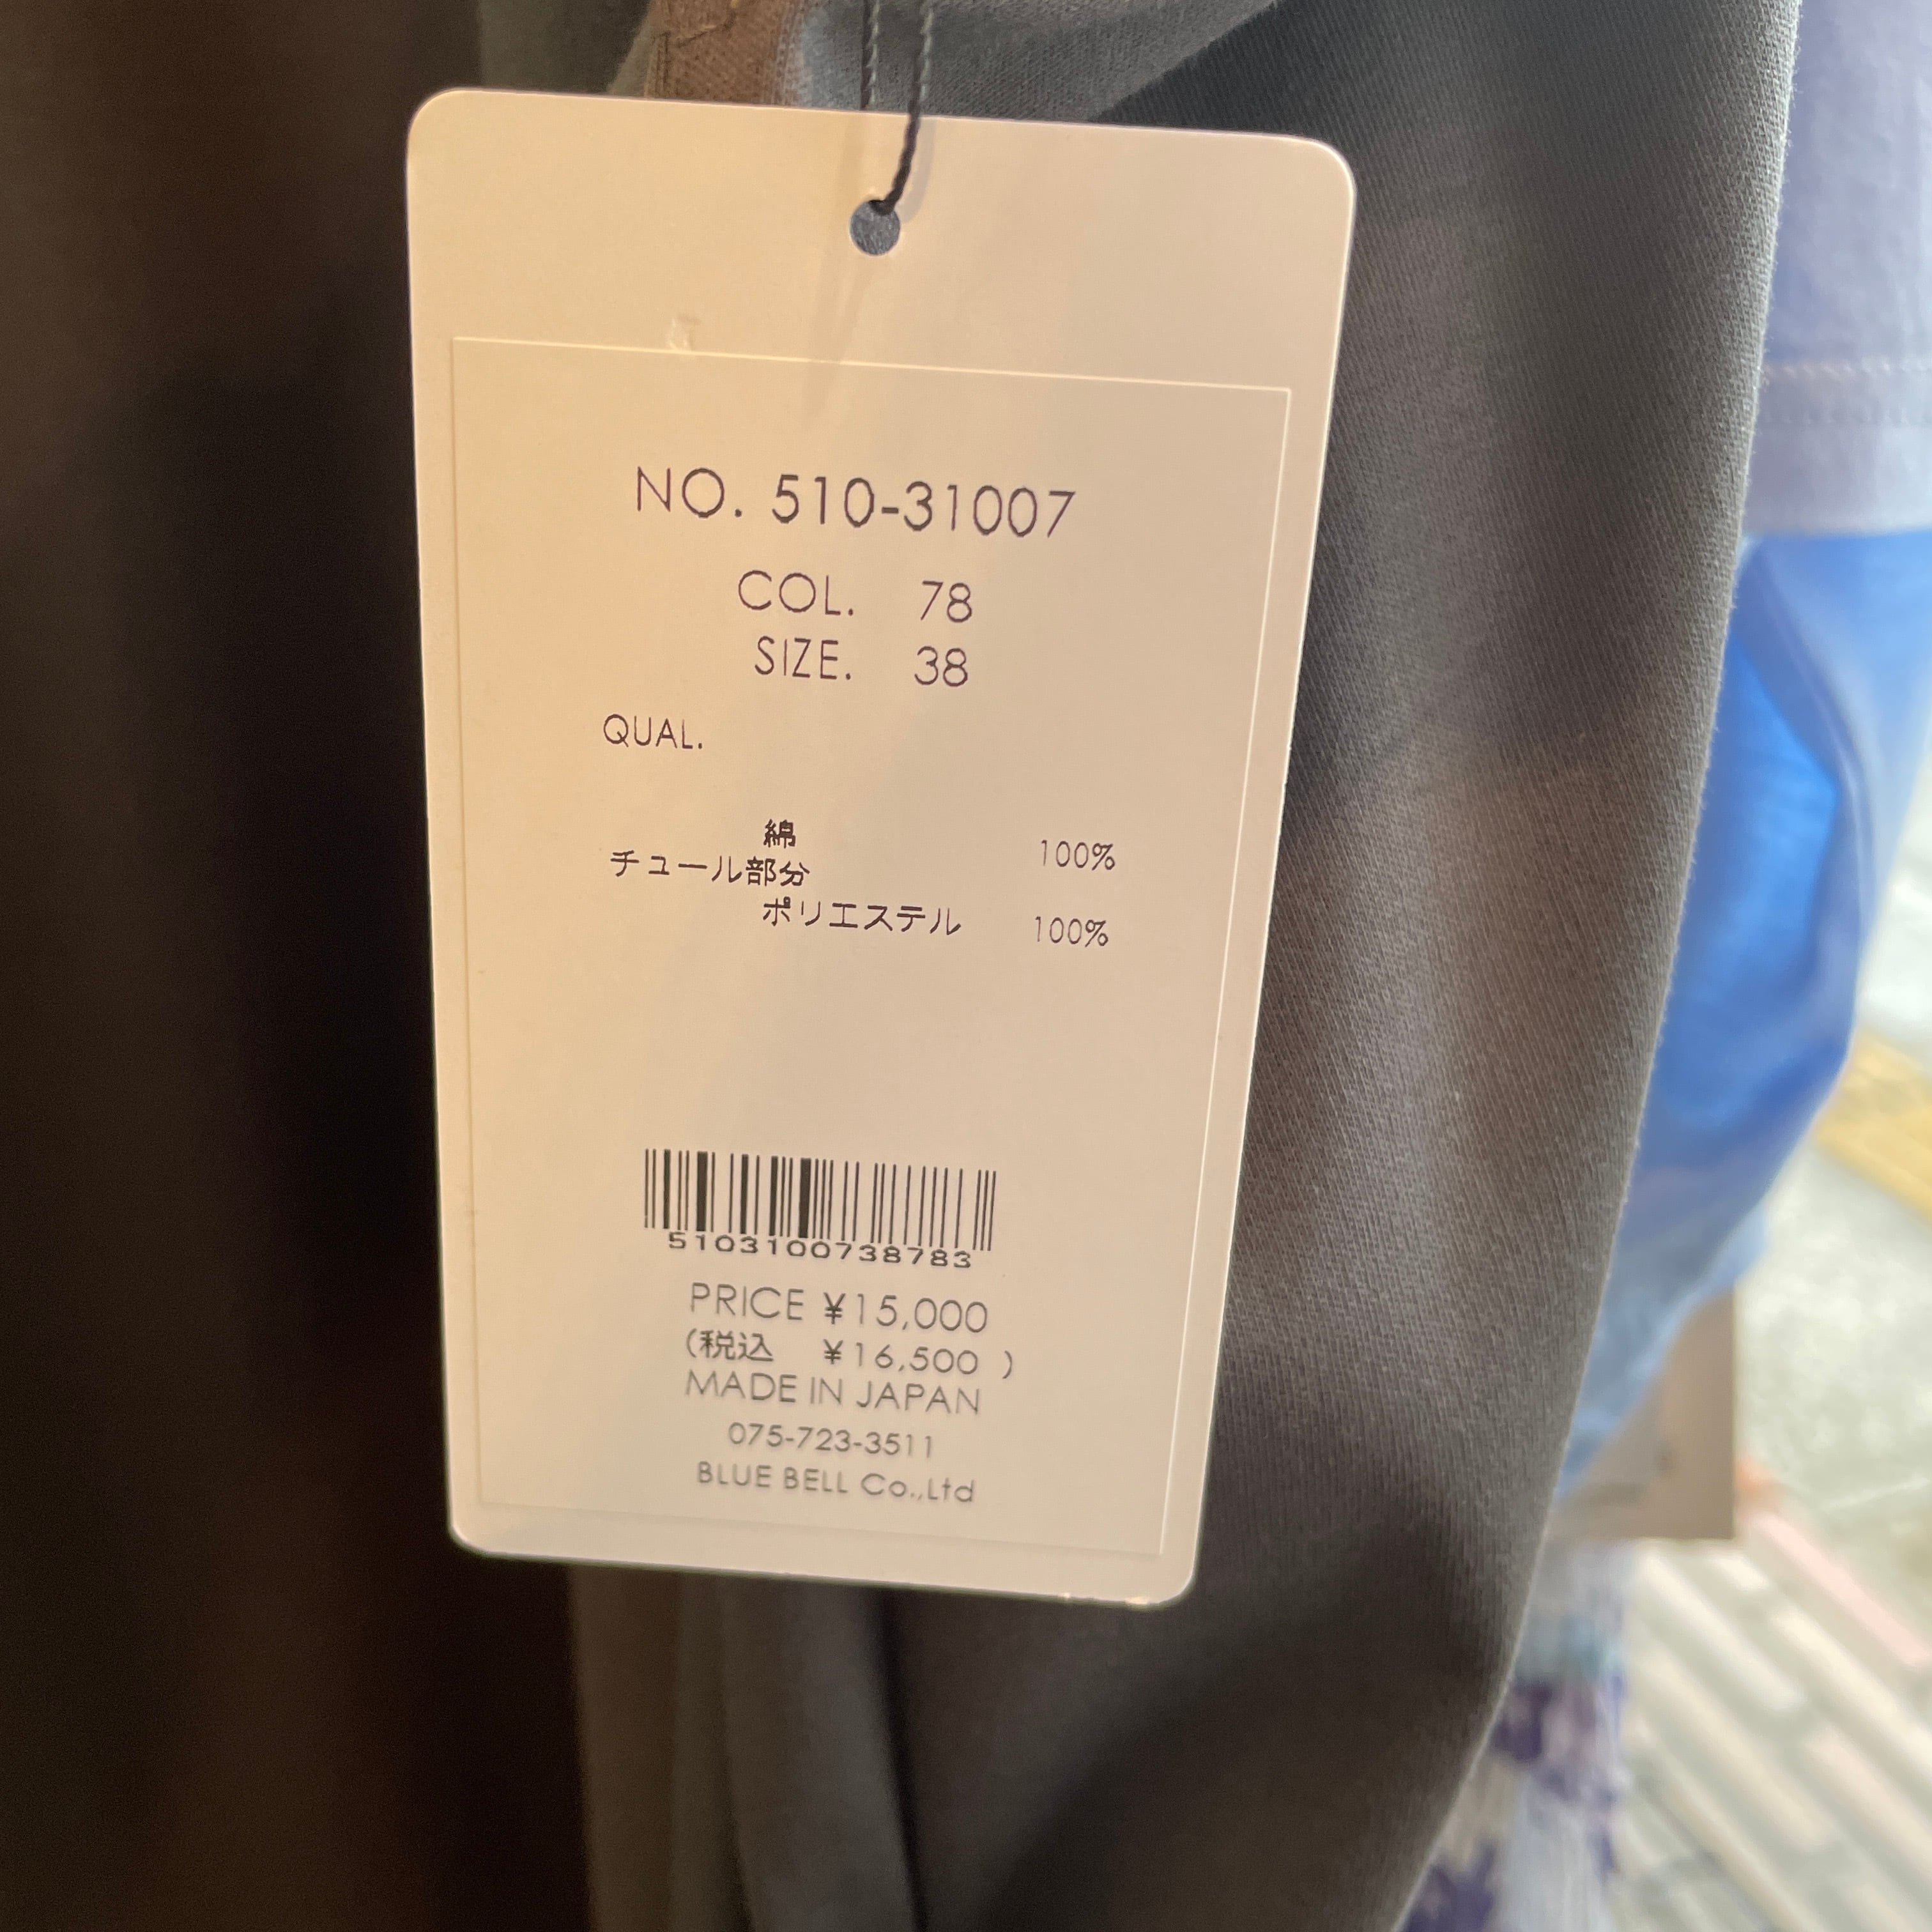 NO. 510-31007
COL. 78
SIZE. 38
QUAL.
綿 100%
チュール部分
ポリエステル 100%
5103100738783
PRICE ¥15,000
(税込 ¥16,500 )
MADE IN JAPAN
075-723-3511
BLUE BELL Co.,Ltd